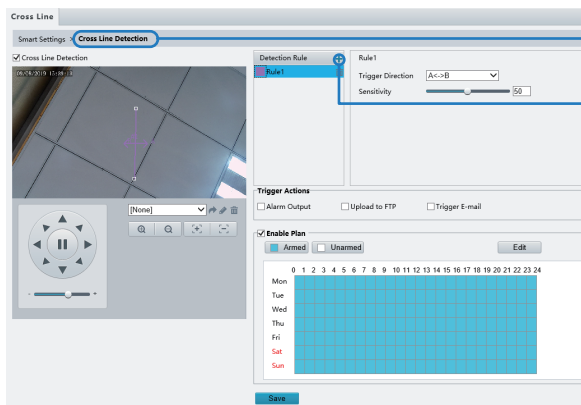 Cross Line
Smart Settings > Cross Line Detection
Cross Line Detection
Detection Rule
Rule1
Rule1
Trigger Direction A<->B
Sensitivity 50
[None]
- +
Trigger Actions
Alarm Output Upload to FTP Trigger E-mail
Enable Plan
Armed Unarmed Edit
0 1 2 3 4 5 6 7 8 9 10 11 12 13 14 15 16 17 18 19 20 21 22 23 24
Mon
Tue
Wed
Thu
Fri
Sat
Sun
Save